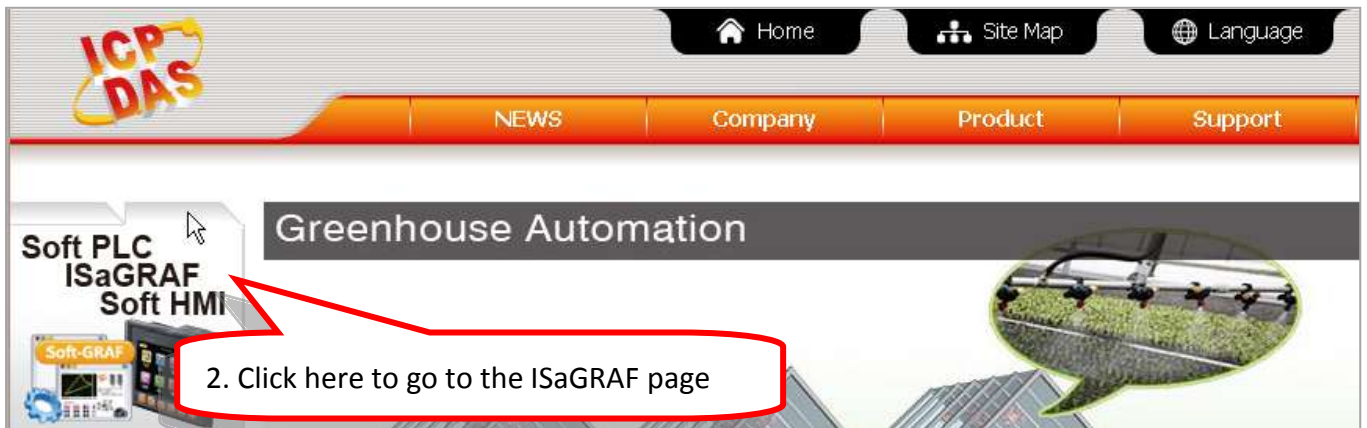 ICP
DAS
Home
Site Map
Language
NEWS
Company
Product
Support
Greenhouse Automation
Soft PLC
ISaGRAF
Soft HMI
Soft-GRAF
2. Click here to go to the ISaGRAF page